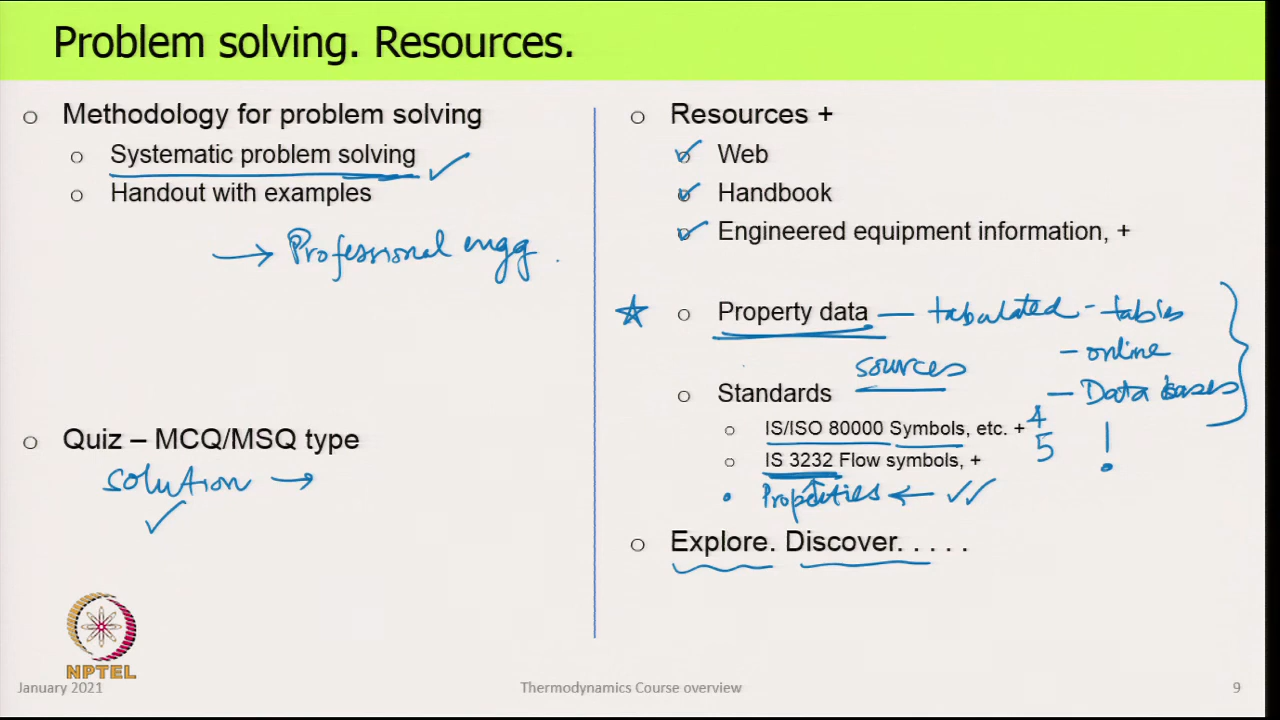 Problem solving. Resources.
Methodology for problem solving
Systematic problem solving
Handout with examples
→ Professional engg.
Quiz – MCQ/MSQ type
solution →
Resources +
Web
Handbook
Engineered equipment information, +
Property data — tabulated - tables
- online
sources
Standards
— Data bases
IS/ISO 80000 Symbols, etc. + 4
5 !
IS 3232 Flow symbols, +
• Properties ←
Explore. Discover. . . . .
NPTEL
January 2021
Thermodynamics Course overview
9